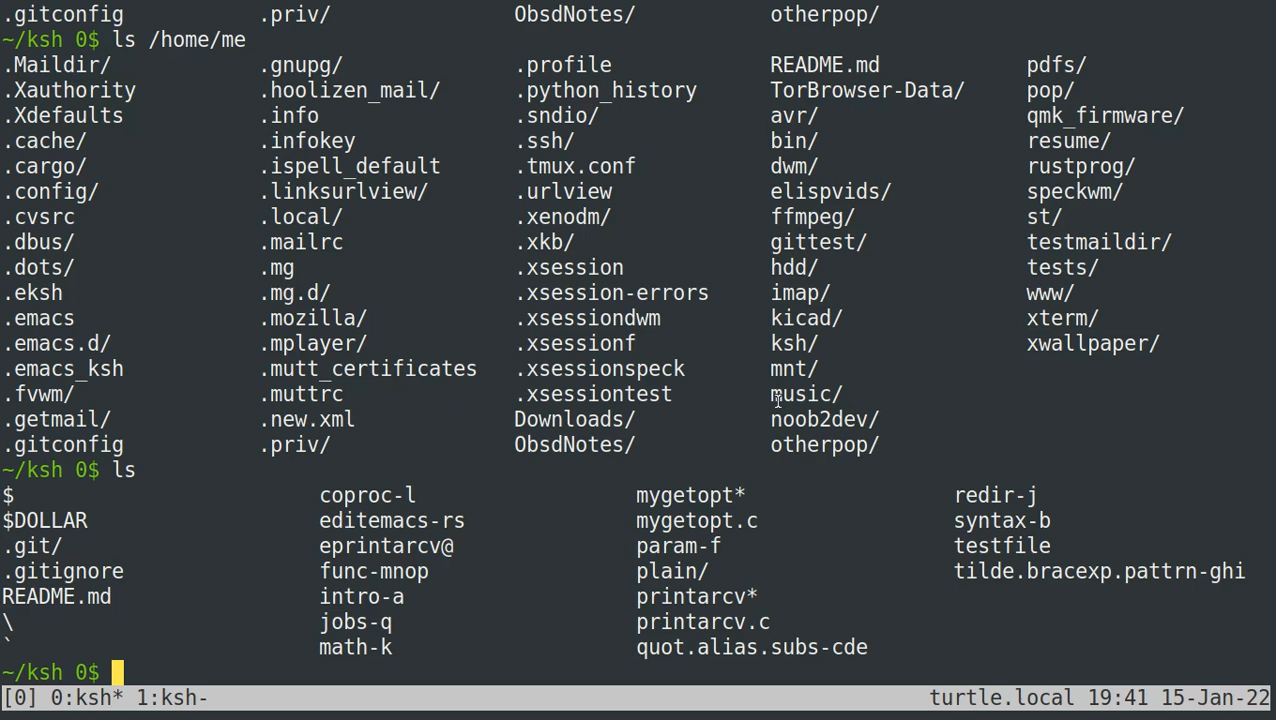 .gitconfig .priv/ ObsdNotes/ otherpop/
~/ksh 0$ ls /home/me
.Maildir/ .gnupg/ .profile README.md pdfs/
.Xauthority .hoolizen_mail/ .python_history TorBrowser-Data/ pop/
.Xdefaults .info .sndio/ avr/ qmk_firmware/
.cache/ .infokey .ssh/ bin/ resume/
.cargo/ .ispell_default .tmux.conf dwm/ rustprog/
.config/ .linksurlview/ .urlview elispvids/ speckwm/
.cvsrc .local/ .xenodm/ ffmpeg/ st/
.dbus/ .mailrc .xkb/ gittest/ testmaildir/
.dots/ .mg .xsession hdd/ tests/
.eksh .mg.d/ .xsession-errors imap/ www/
.emacs .mozilla/ .xsessiondwm kicad/ xterm/
.emacs.d/ .mplayer/ .xsessionf ksh/ xwallpaper/
.emacs_ksh .mutt_certificates .xsessionspeck mnt/
.fvwm/ .muttrc .xsessiontest music/
.getmail/ .new.xml Downloads/ noob2dev/
.gitconfig .priv/ ObsdNotes/ otherpop/
~/ksh 0$ ls
$ coproc-l mygetopt* redir-j
$DOLLAR editemacs-rs mygetopt.c syntax-b
.git/ eprintarcv@ param-f testfile
.gitignore func-mnop plain/ tilde.bracexp.pattrn-ghi
README.md intro-a printarcv*
\ jobs-q printarcv.c
` math-k quot.alias.subs-cde
~/ksh 0$
[0] 0:ksh* 1:ksh- turtle.local 19:41 15-Jan-22